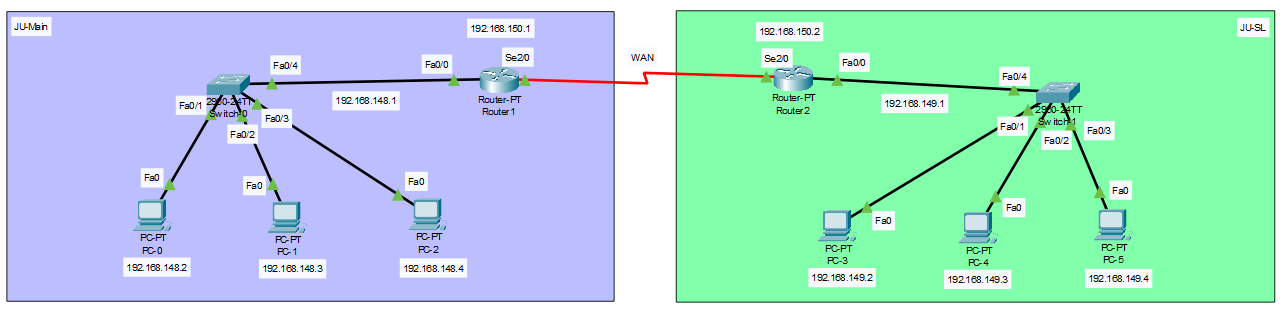 JU-Main
192.168.150.1
Se2/0
Fa0/0
Fa0/4
192.168.148.1
Router-PT
Router1
2960-24TT
Switch-0
Fa0/1
Fa0/3
Fa0/2
Fa0
Fa0
Fa0
PC-PT
PC-0
192.168.148.2
PC-PT
PC-1
192.168.148.3
PC-PT
PC-2
192.168.148.4
WAN
JU-SL
192.168.150.2
Se2/0
Fa0/0
Router-PT
Router2
192.168.149.1
Fa0/4
2960-24TT
Switch-1
Fa0/1
Fa0/3
Fa0/2
Fa0
Fa0
Fa0
PC-PT
PC-3
192.168.149.2
PC-PT
PC-4
192.168.149.3
PC-PT
PC-5
192.168.149.4